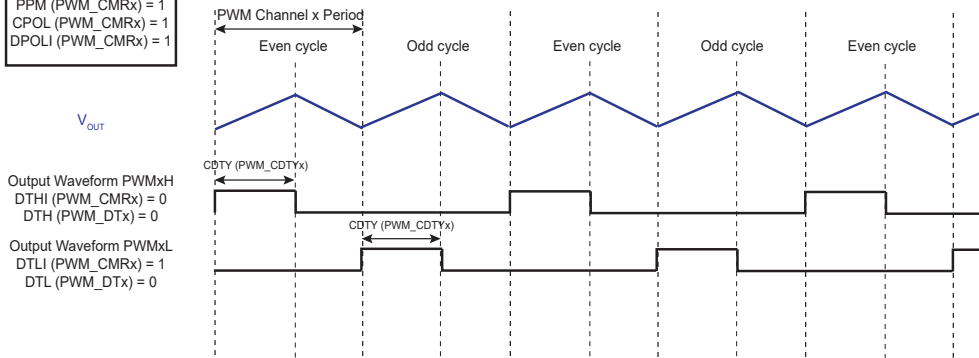 PPM (PWM_CMRx) = 1
CPOL (PWM_CMRx) = 1
DPOLI (PWM_CMRx) = 1
PWM Channel x Period
Even cycle
Odd cycle
Even cycle
Odd cycle
Even cycle
VOUT
CDTY (PWM_CDTYx)
Output Waveform PWMxH
DTHI (PWM_CMRx) = 0
DTH (PWM_DTx) = 0
CDTY (PWM_CDTYx)
Output Waveform PWMxL
DTLI (PWM_CMRx) = 1
DTL (PWM_DTx) = 0